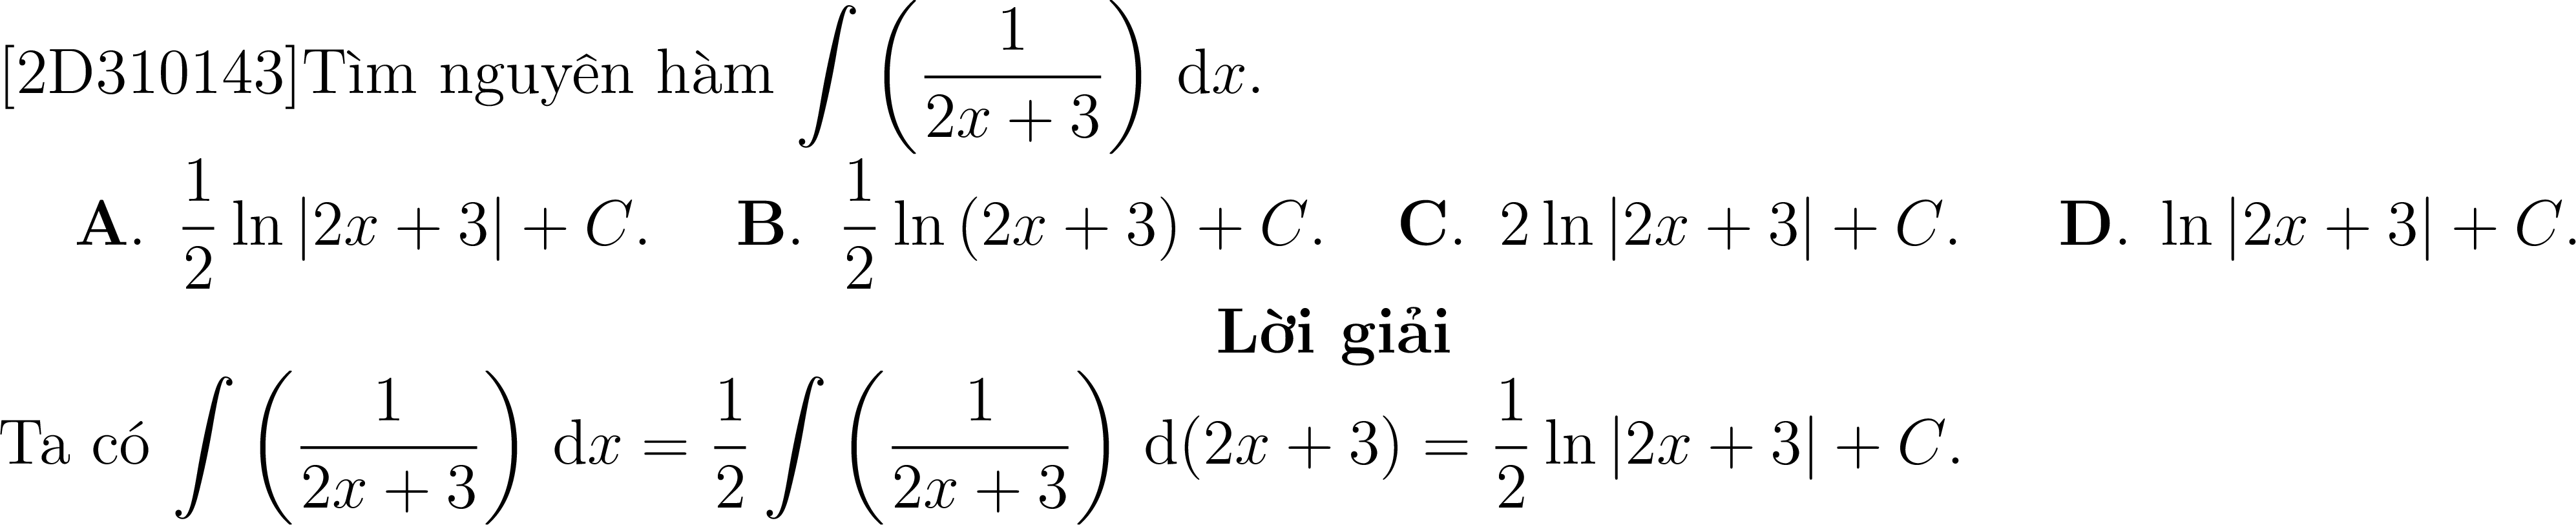 [2D310143]Tìm nguyên hàm $\int \left( \frac{1}{2x+3} \right) \mathrm{d}x.$
A. $\frac{1}{2} \ln |2x+3| + C.$ B. $\frac{1}{2} \ln (2x+3) + C.$ C. $2 \ln |2x+3| + C.$ D. $\ln |2x+3| + C.$
Lời giải
Ta có $\int \left( \frac{1}{2x+3} \right) \mathrm{d}x = \frac{1}{2} \int \left( \frac{1}{2x+3} \right) \mathrm{d}(2x+3) = \frac{1}{2} \ln |2x+3| + C.$